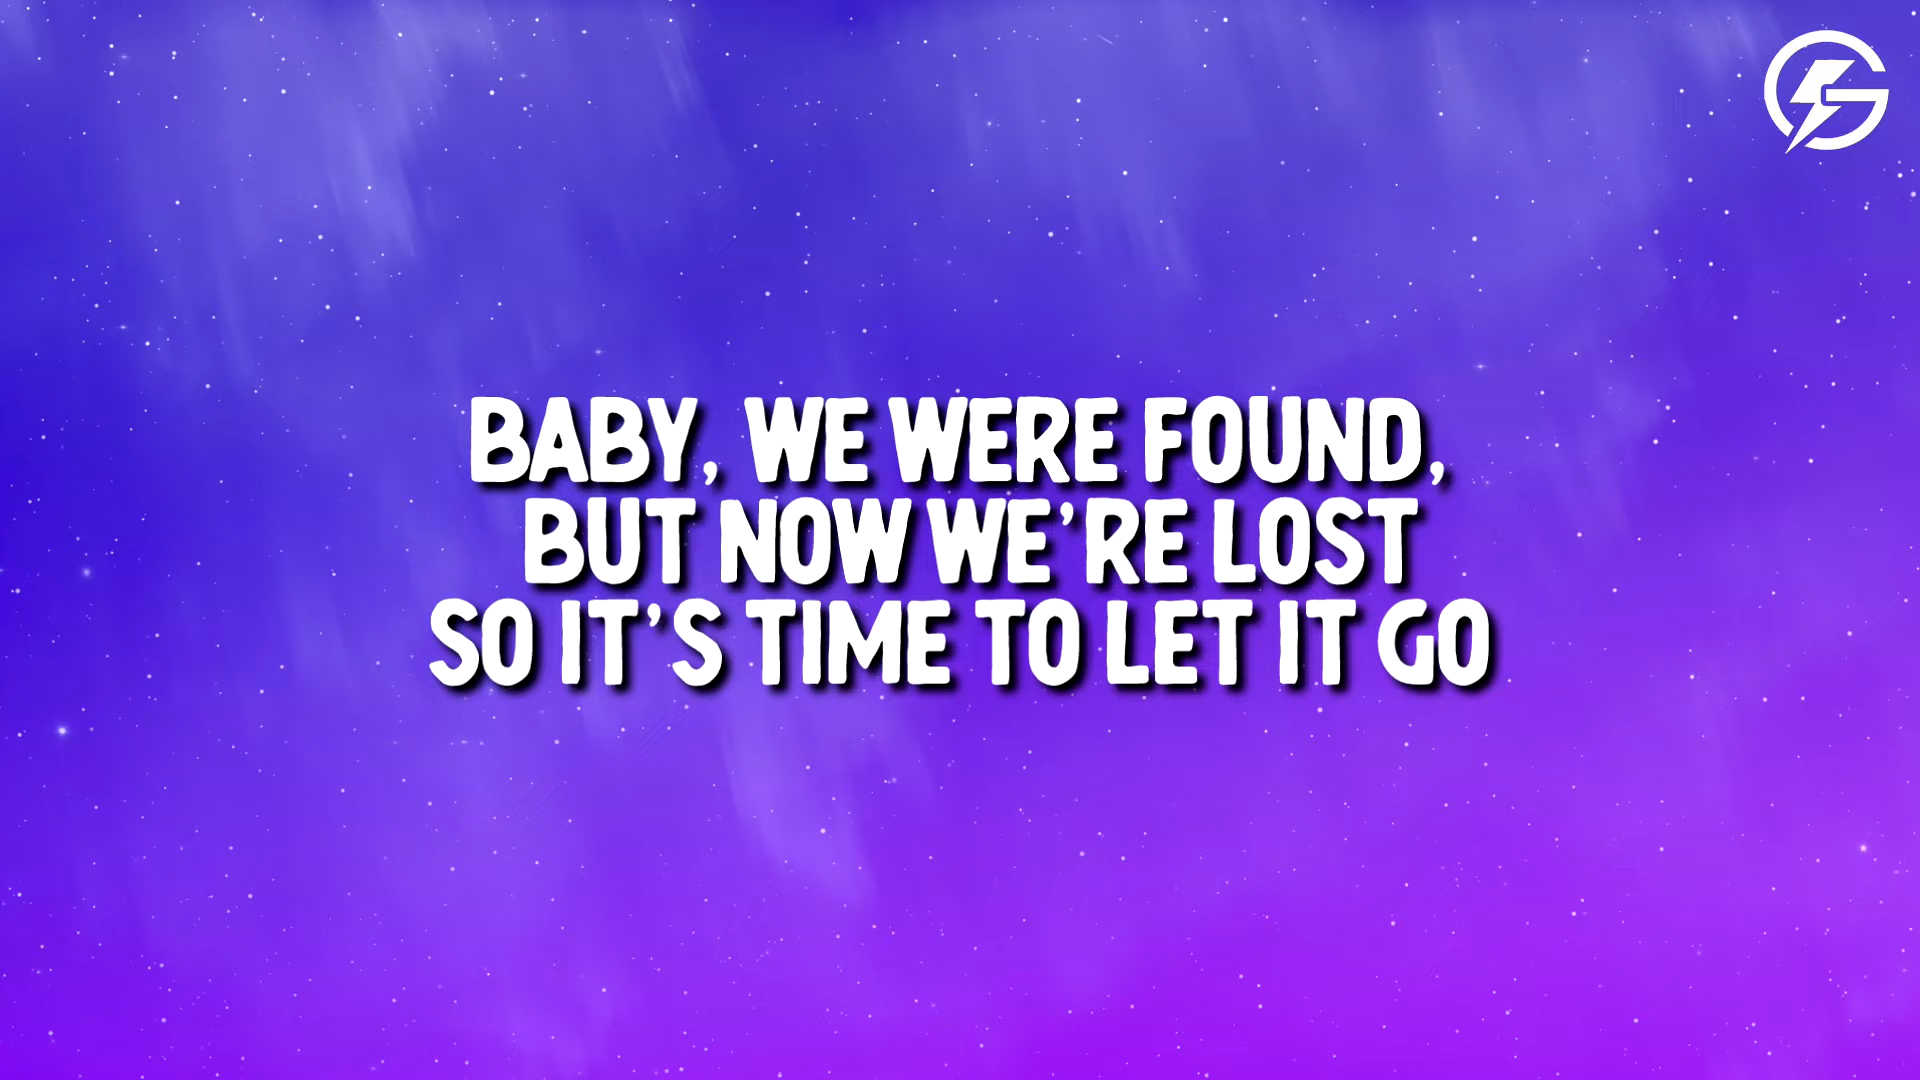 BABY, WE WERE FOUND,
BUT NOW WE'RE LOST
SO IT'S TIME TO LET IT GO